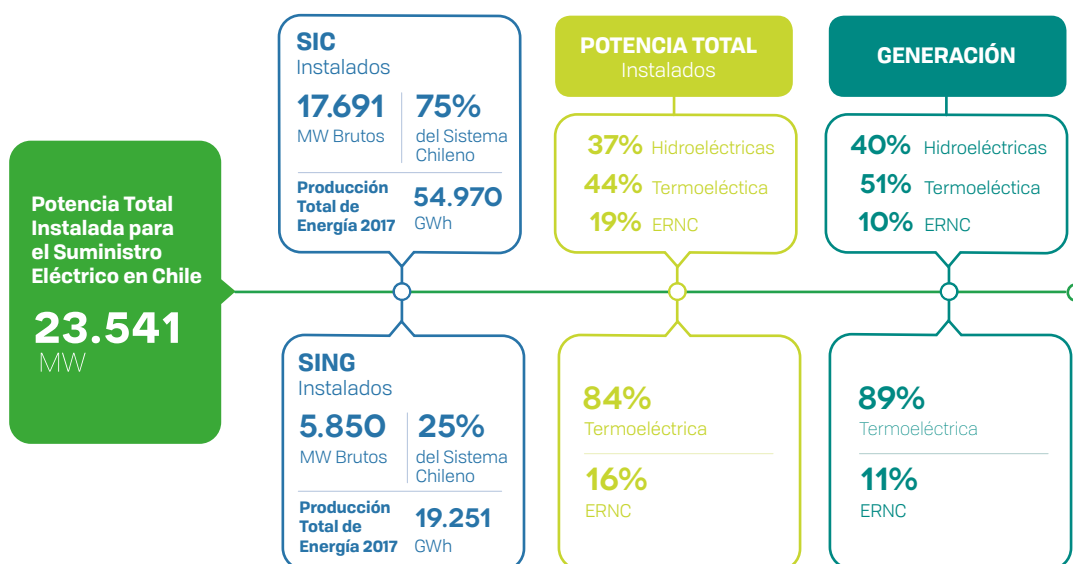 Potencia Total
Instalada para
el Suministro
Eléctrico en Chile
23.541
MW
SIC
Instalados
17.691
MW Brutos
75%
del Sistema
Chileno
Producción
Total de
Energía 2017
54.970
GWh
POTENCIA TOTAL
Instalados
37% Hidroeléctricas
44% Termoeléctica
19% ERNC
GENERACIÓN
40% Hidroeléctricas
51% Termoeléctica
10% ERNC
SING
Instalados
5.850
MW Brutos
25%
del Sistema
Chileno
Producción
Total de
Energía 2017
19.251
GWh
84%
Termoeléctrica
16%
ERNC
89%
Termoeléctrica
11%
ERNC